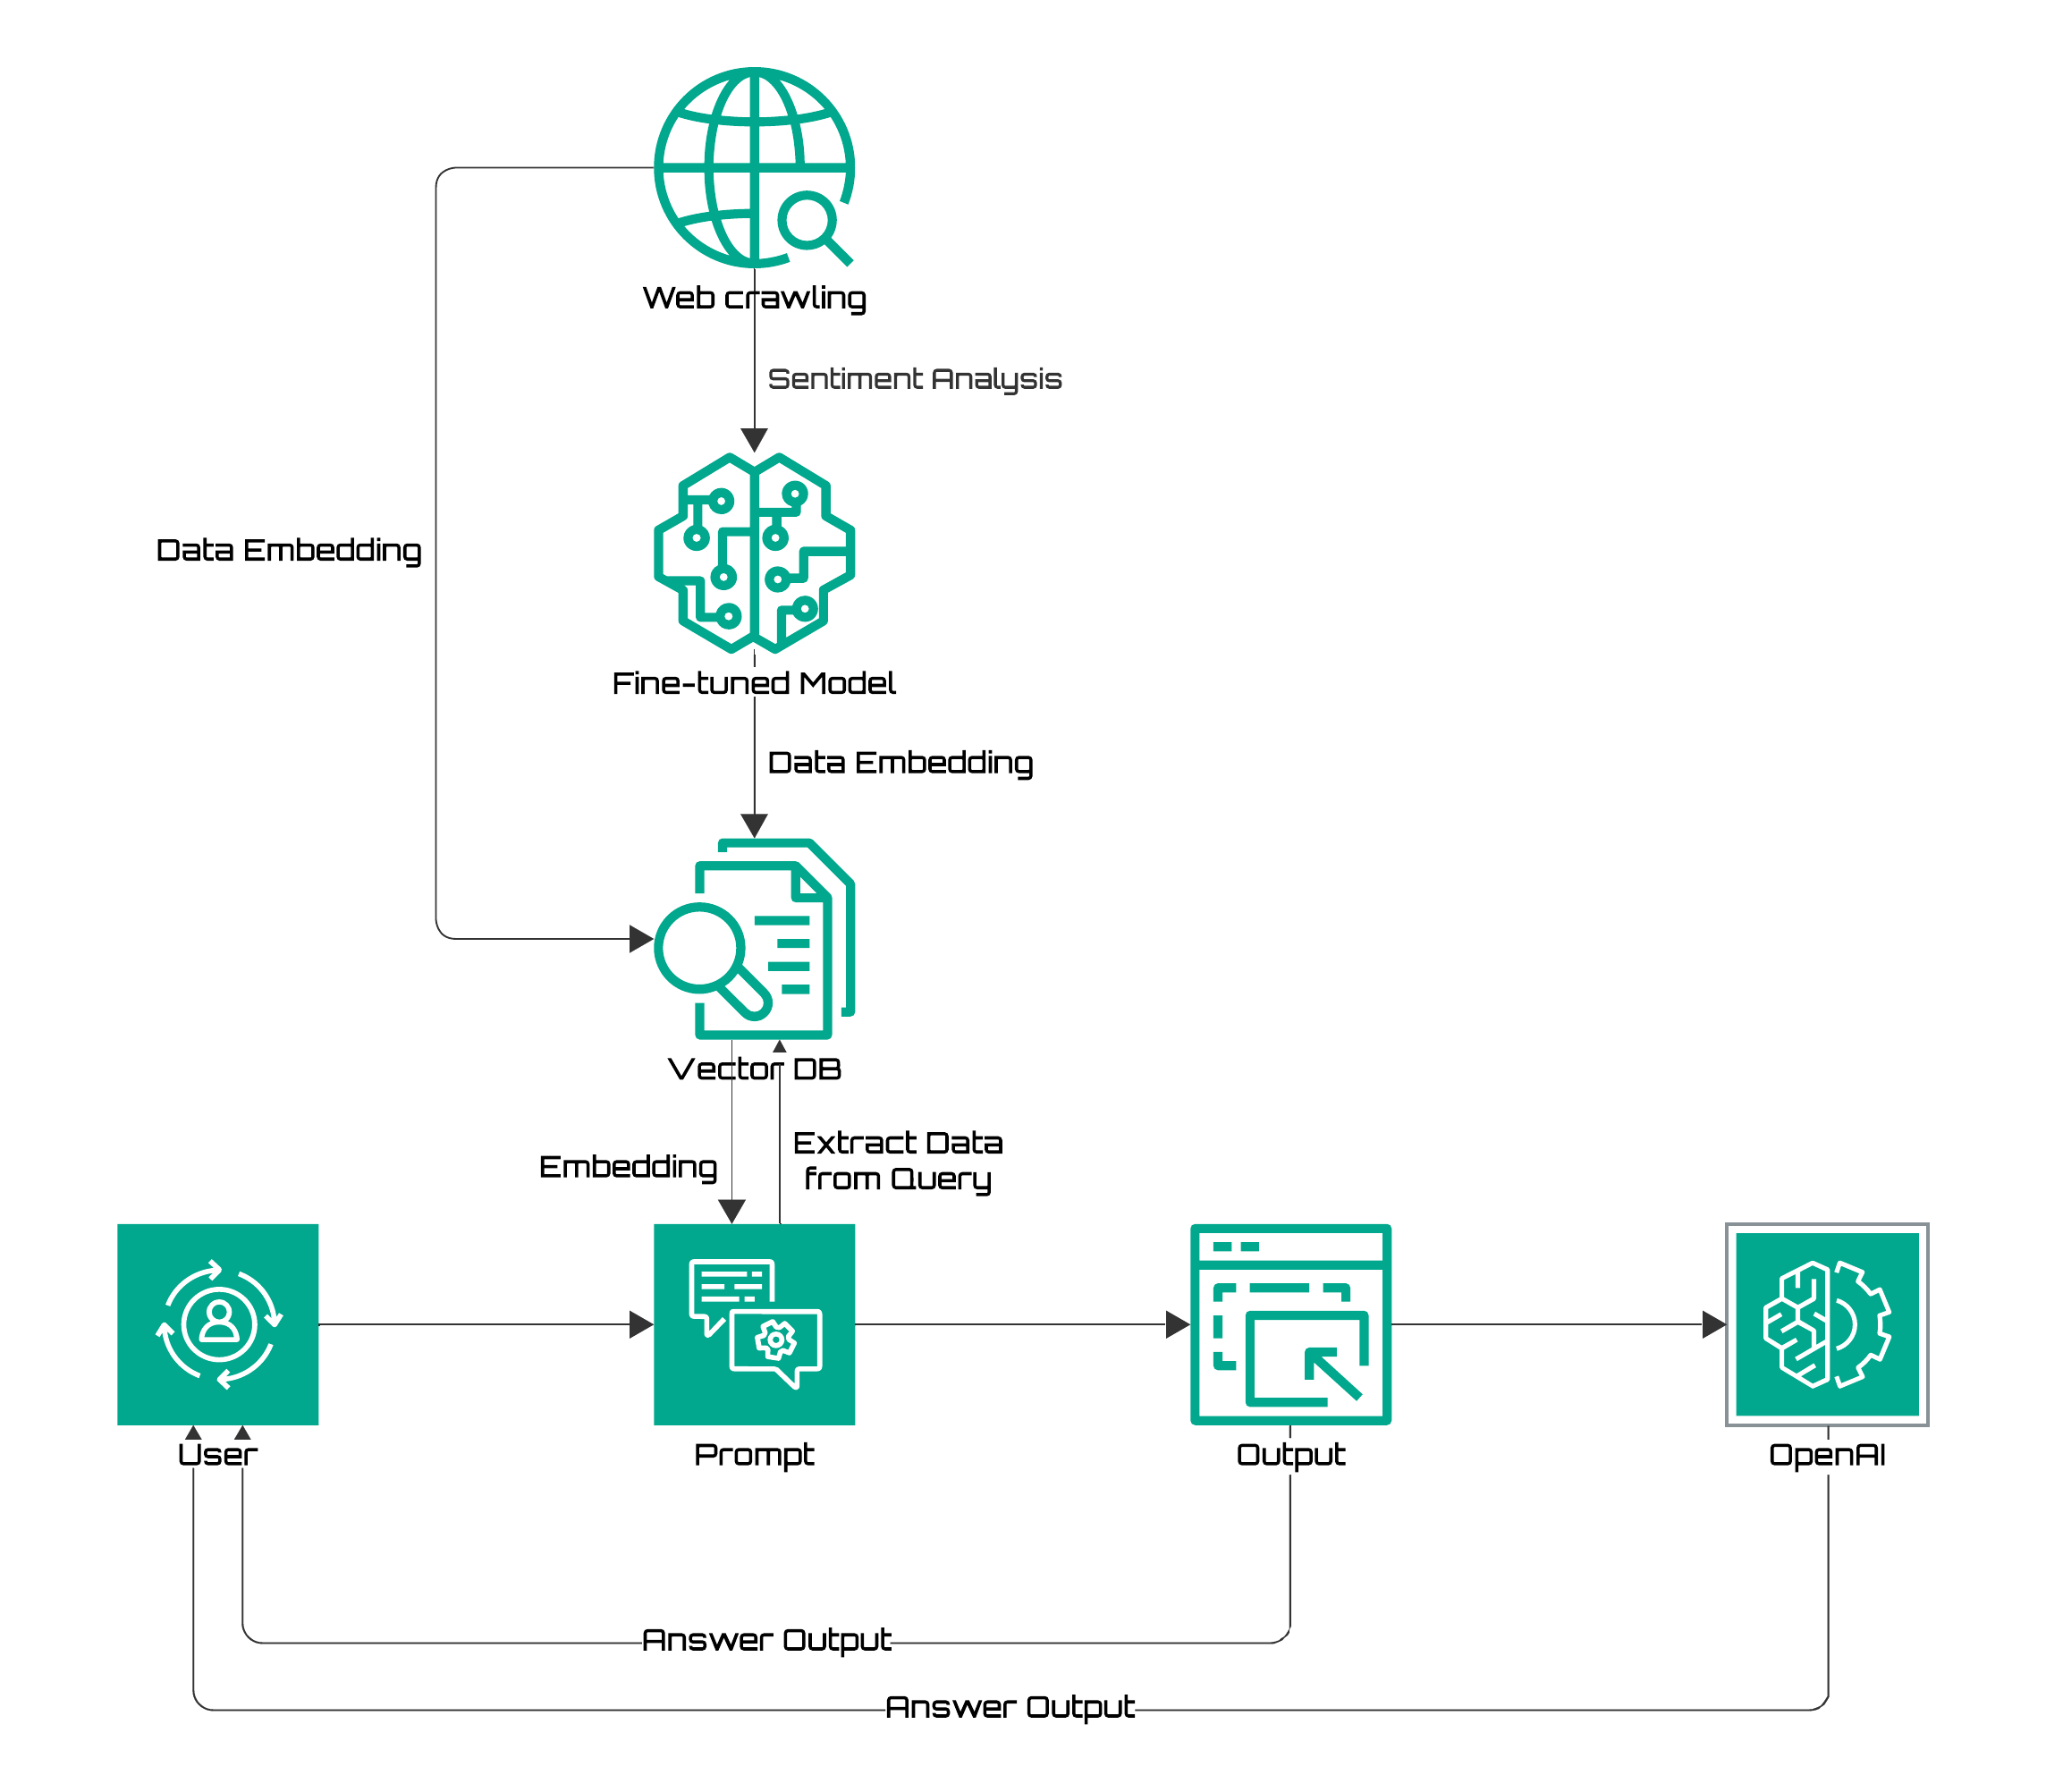 Web crawling
Sentiment Analysis
Data Embedding
Fine-tuned Model
Data Embedding
Vector DB
Embedding
Extract Data
from Query
User
Prompt
Output
OpenAI
Answer Output
Answer Output